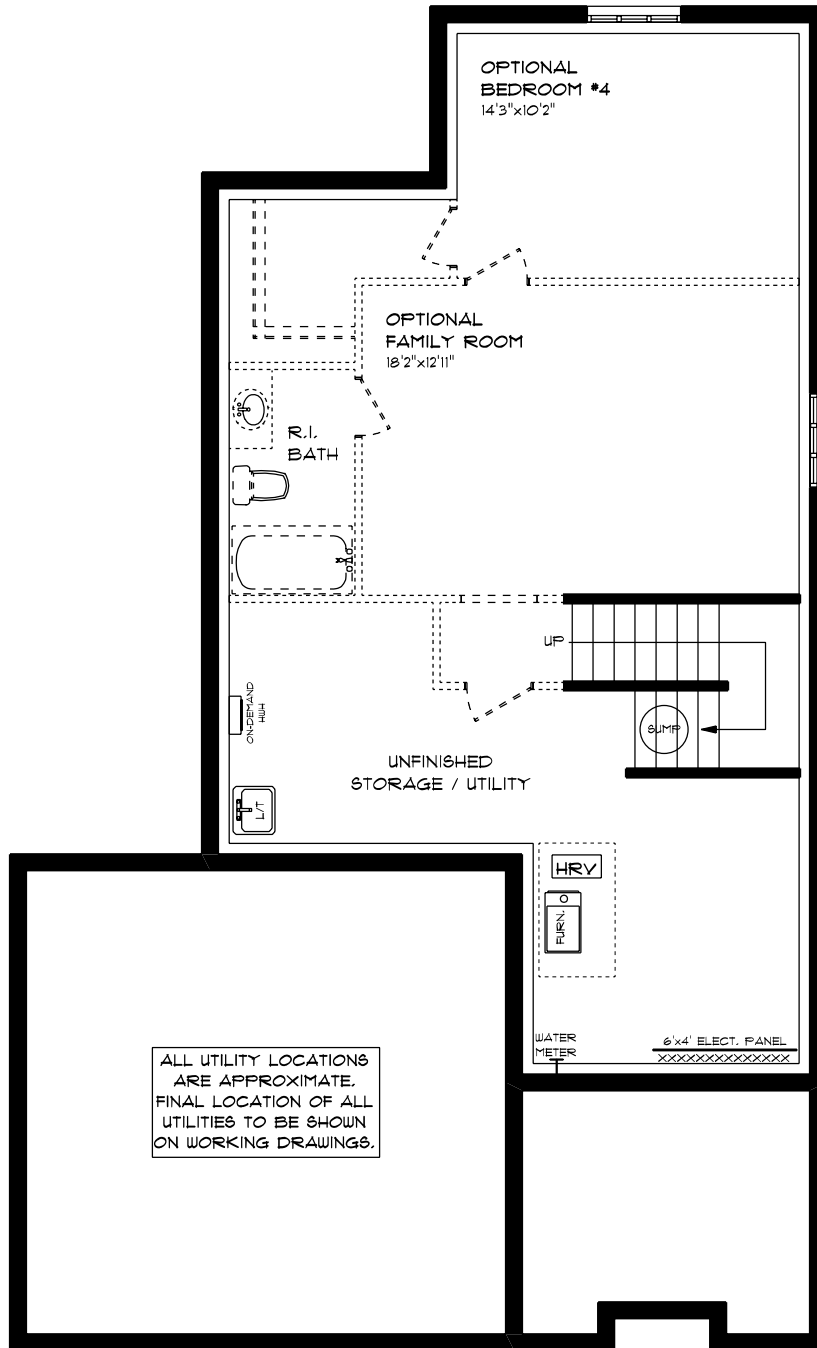 OPTIONAL
BEDROOM #4
14'3"x10'2"
OPTIONAL
FAMILY ROOM
18'2"x12'11"
R.I.
BATH
UP
SUMP
ON-DEMAND
HWH
UNFINISHED
STORAGE / UTILITY
L/T
HRV
FURN.
WATER
METER
6'x4' ELECT. PANEL
ALL UTILITY LOCATIONS
ARE APPROXIMATE.
FINAL LOCATION OF ALL
UTILITIES TO BE SHOWN
ON WORKING DRAWINGS.